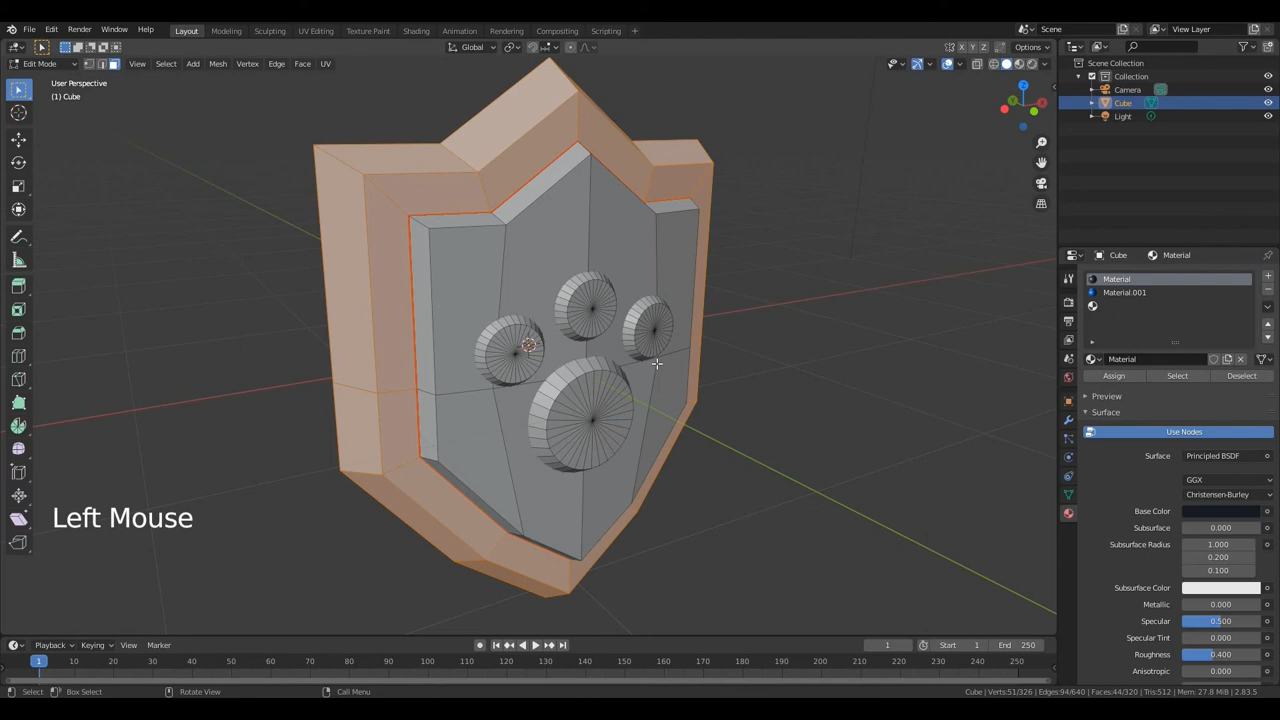 File Edit Render Window Help Layout Modeling Sculpting UV Editing Texture Paint Shading Animation Rendering Compositing Scripting Scene View Layer
Global X Y Z Options
Edit Mode View Select Add Mesh Vertex Edge Face UV
User Perspective
(1) Cube
Z
X
Y
Scene Collection
Collection
Camera
Cube
Light
Cube Material
Material
Material.001
Material
Assign Select Deselect
Preview
Surface
Use Nodes
Surface Principled BSDF
GGX
Christensen-Burley
Base Color
Subsurface 0.000
Subsurface Radius 1.000
0.200
0.100
Subsurface Color
Metallic 0.000
Specular 0.500
Specular Tint 0.000
Roughness 0.400
Anisotropic 0.000
Left Mouse
Playback Keying View Marker 1 Start 1 End 250
1 10 20 30 40 50 60 70 80 90 100 110 120 130 140 150 160 170 180 190 200 210 220 230 240 250
Select Box Select Rotate View Call Menu Cube | Verts:51/326 | Edges:94/640 | Faces:44/320 | Tris:512 | Mem: 27.8 MiB | 2.83.5